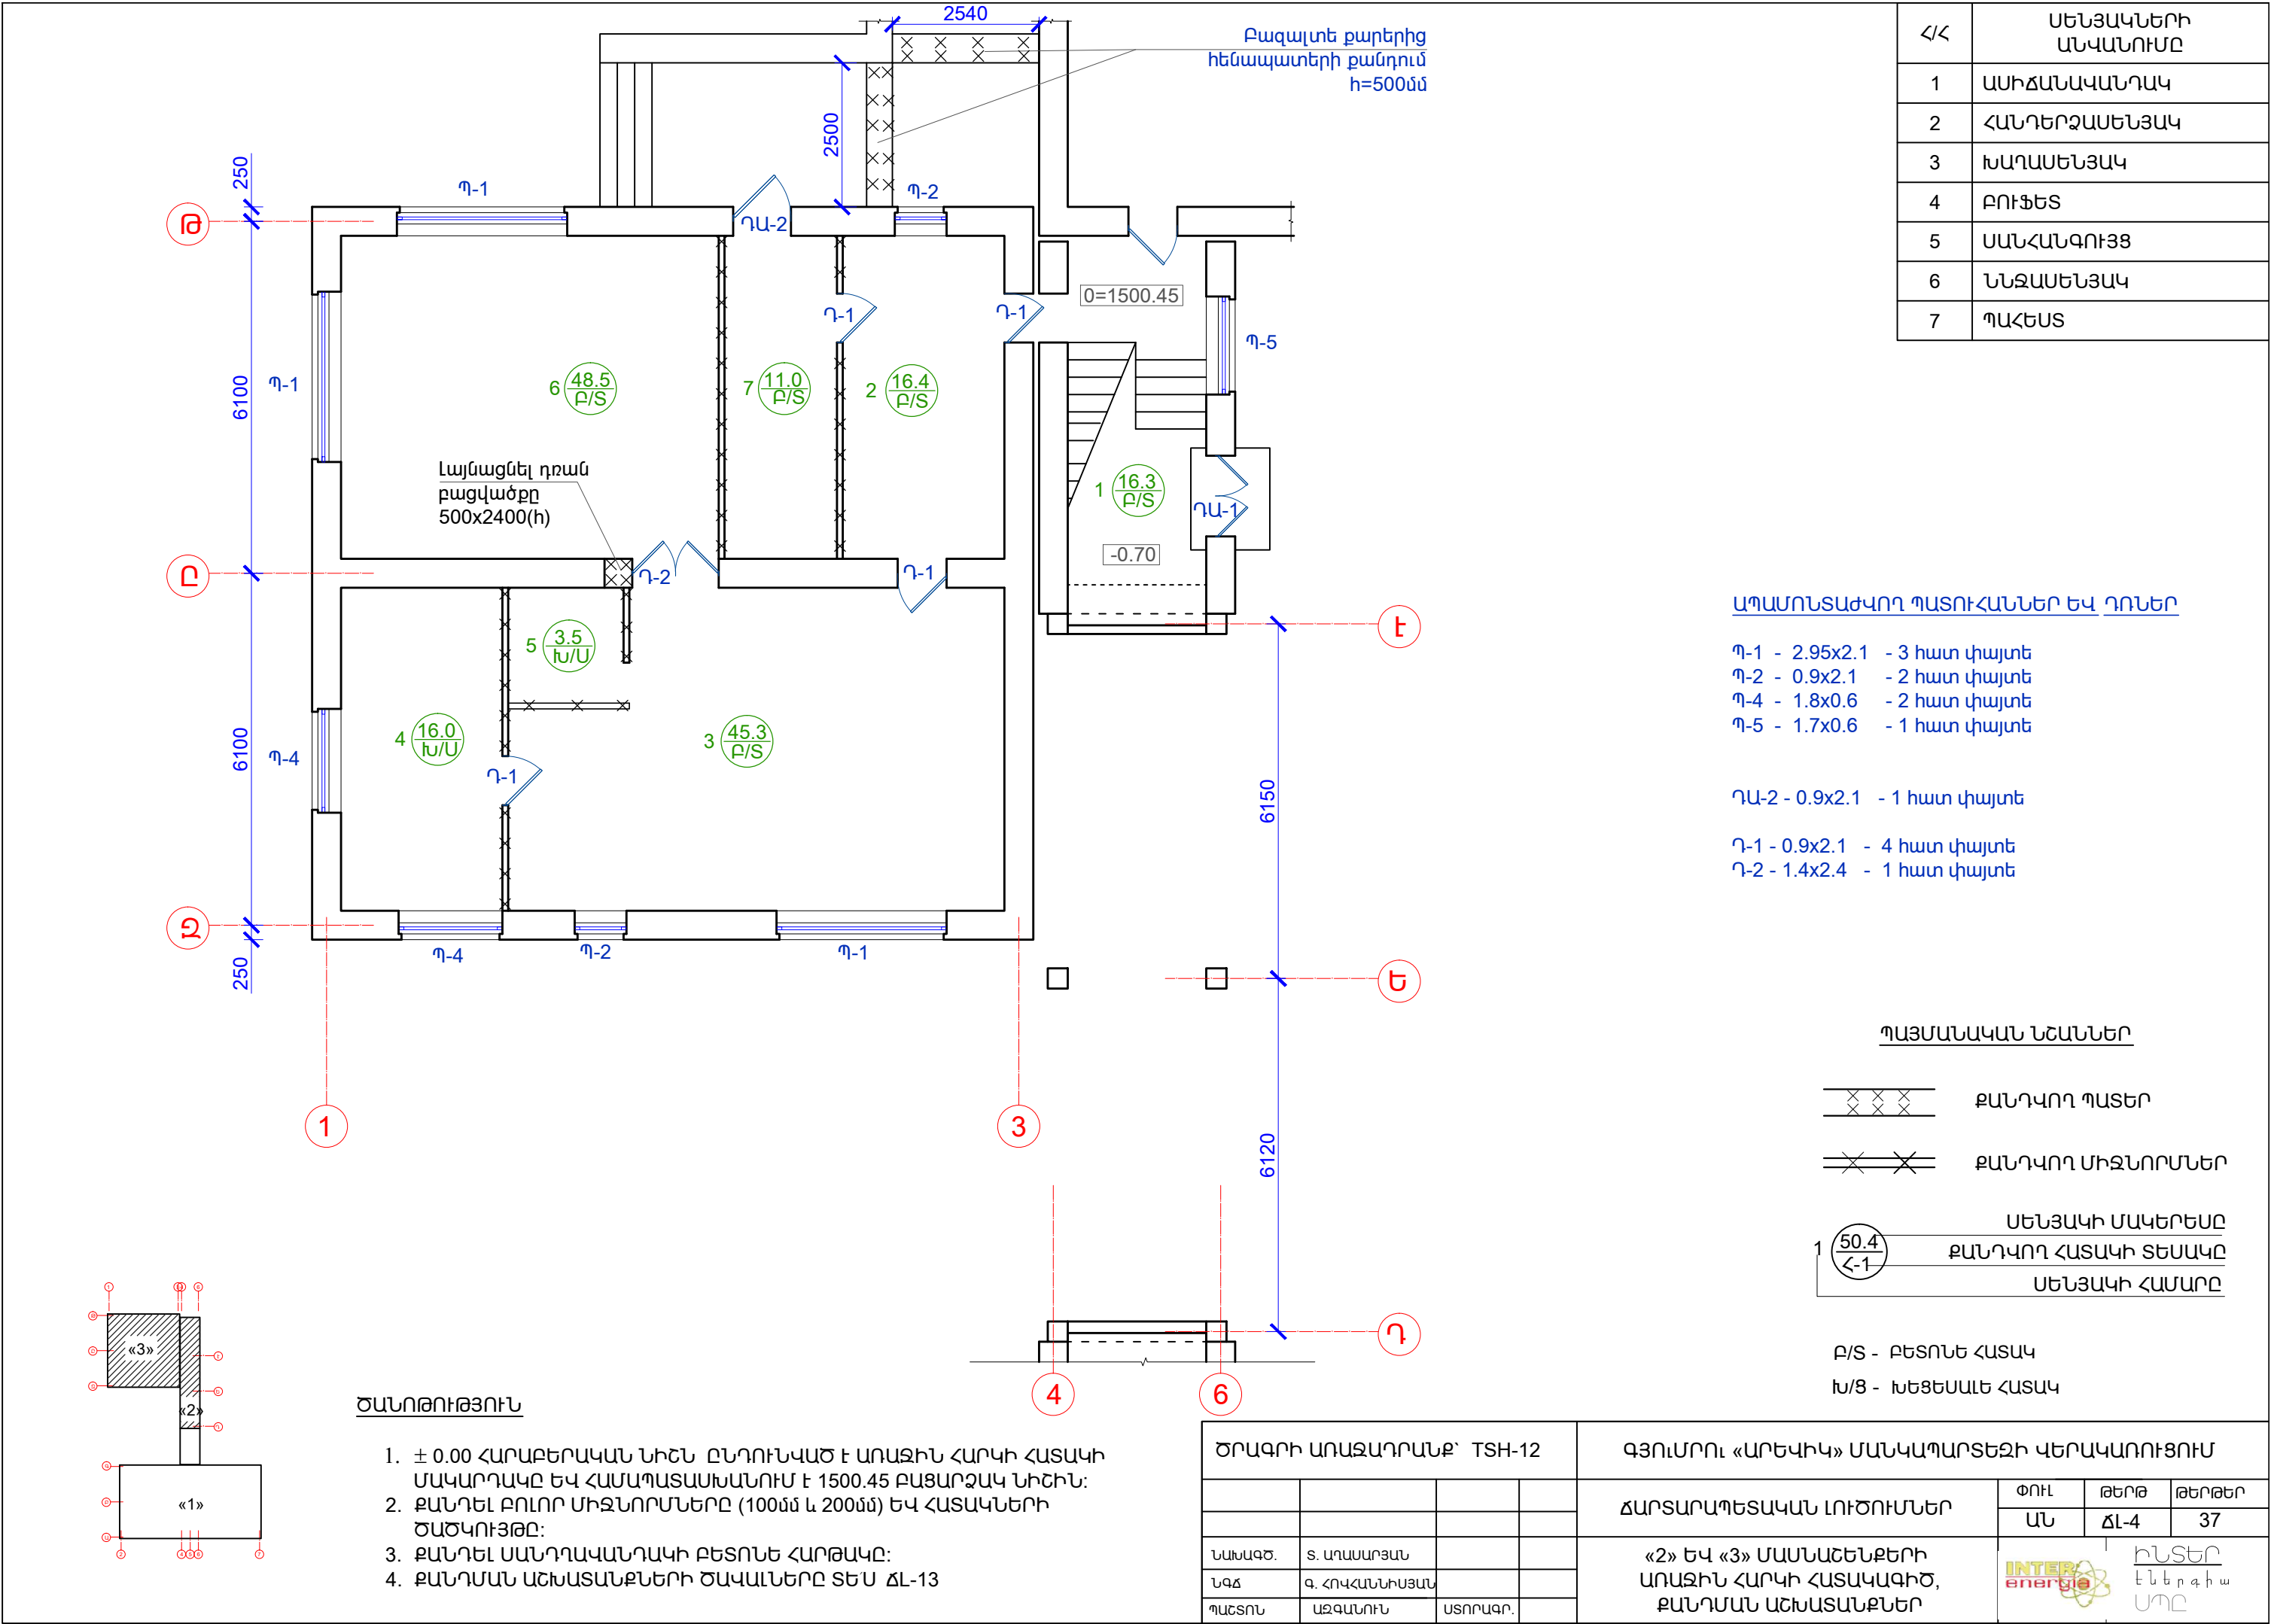 2540
Բազալտե քարերից
հենապատերի քանդում
h=500մմ
2500
Հ/Հ ՍԵՆՅԱԿՆԵՐԻ ԱՆՎԱՆՈՒՄԸ
1 ԱՍԻՃԱՆԱՎԱՆԴԱԿ
2 ՀԱՆԴԵՐՁԱՍԵՆՅԱԿ
3 ԽԱՂԱՍԵՆՅԱԿ
4 ԲՈՒՖԵՏ
5 ՍԱՆՀԱՆԳՈՒՅՑ
6 ՆՆՋԱՍԵՆՅԱԿ
7 ՊԱՀԵՍՏ
250
Թ
Պ-1
ԴԱ-2
Պ-2
0=1500.45
Դ-1
Դ-1
Պ-5
6100
Պ-1
6 48.5 Բ/Տ
7 11.0 Բ/Տ
2 16.4 Բ/Տ
Լայնացնել դռան
բացվածքը
500x2400(h)
1 16.3 Բ/Տ
ԴԱ-1
-0.70
Ը
Դ-2
Դ-1
5 3.5 Խ/Ս
Է
6100
Պ-4
4 16.0 Խ/Ս
3 45.3 Բ/Տ
Դ-1
6150
Զ
250
Պ-4
Պ-2
Պ-1
Ե
1
3
6120
Դ
4
6
ԱՊԱՄՈՆՏԱԺՎՈՂ ՊԱՏՈՒՀԱՆՆԵՐ ԵՎ ԴՌՆԵՐ
Պ-1 - 2.95x2.1 - 3 հատ փայտե
Պ-2 - 0.9x2.1 - 2 հատ փայտե
Պ-4 - 1.8x0.6 - 2 հատ փայտե
Պ-5 - 1.7x0.6 - 1 հատ փայտե
ԴԱ-2 - 0.9x2.1 - 1 հատ փայտե
Դ-1 - 0.9x2.1 - 4 հատ փայտե
Դ-2 - 1.4x2.4 - 1 հատ փայտե
ՊԱՅՄԱՆԱԿԱՆ ՆՇԱՆՆԵՐ
ՔԱՆԴՎՈՂ ՊԱՏԵՐ
ՔԱՆԴՎՈՂ ՄԻՋՆՈՐՄՆԵՐ
1 50.4 Հ-1
ՍԵՆՅԱԿԻ ՄԱԿԵՐԵՍԸ
ՔԱՆԴՎՈՂ ՀԱՏԱԿԻ ՏԵՍԱԿԸ
ՍԵՆՅԱԿԻ ՀԱՄԱՐԸ
Բ/Տ - ԲԵՏՈՆԵ ՀԱՏԱԿ
Խ/Ց - ԽԵՑԵՍԱԼԵ ՀԱՏԱԿ
«3»
«2»
«1»
ԾԱՆՈԹՈՒԹՅՈՒՆ
1. ± 0.00 ՀԱՐԱԲԵՐԱԿԱՆ ՆԻՇՆ ԸՆԴՈՒՆՎԱԾ Է ԱՌԱՋԻՆ ՀԱՐԿԻ ՀԱՏԱԿԻ
ՄԱԿԱՐԴԱԿԸ ԵՎ ՀԱՄԱՊԱՏԱՍԽԱՆՈՒՄ Է 1500.45 ԲԱՑԱՐՁԱԿ ՆԻՇԻՆ:
2. ՔԱՆԴԵԼ ԲՈԼՈՐ ՄԻՋՆՈՐՄՆԵՐԸ (100մմ և 200մմ) ԵՎ ՀԱՏԱԿՆԵՐԻ
ԾԱԾԿՈՒՅԹԸ:
3. ՔԱՆԴԵԼ ՍԱՆԴՂԱՎԱՆԴԱԿԻ ԲԵՏՈՆԵ ՀԱՐԹԱԿԸ:
4. ՔԱՆԴՄԱՆ ԱՇԽԱՏԱՆՔՆԵՐԻ ԾԱՎԱԼՆԵՐԸ ՏԵ՛Ս ՃԼ-13
ԾՐԱԳՐԻ ԱՌԱՋԱԴՐԱՆՔ՝ TSH-12
ԳՅՈւՄՐՈւ «ԱՐԵՎԻԿ» ՄԱՆԿԱՊԱՐՏԵԶԻ ՎԵՐԱԿԱՌՈՒՑՈՒՄ
ՃԱՐՏԱՐԱՊԵՏԱԿԱՆ ԼՈՒԾՈՒՄՆԵՐ
ՓՈՒԼ ԹԵՐԹ ԹԵՐԹԵՐ
ԱՆ ՃԼ-4 37
ՆԱԽԱԳԾ. Տ. ԱՂԱՍԱՐՅԱՆ
ՆԳՃ Գ. ՀՈՎՀԱՆՆԻՍՅԱՆ
ՊԱՇՏՈՆ ԱԶԳԱՆՈՒՆ ՍՏՈՐԱԳՐ.
«2» ԵՎ «3» ՄԱՍՆԱՇԵՆՔԵՐԻ
ԱՌԱՋԻՆ ՀԱՐԿԻ ՀԱՏԱԿԱԳԻԾ,
ՔԱՆԴՄԱՆ ԱՇԽԱՏԱՆՔՆԵՐ
INTER
energia
ԻՆՏԵՐ
էներգիա
ՍՊԸ